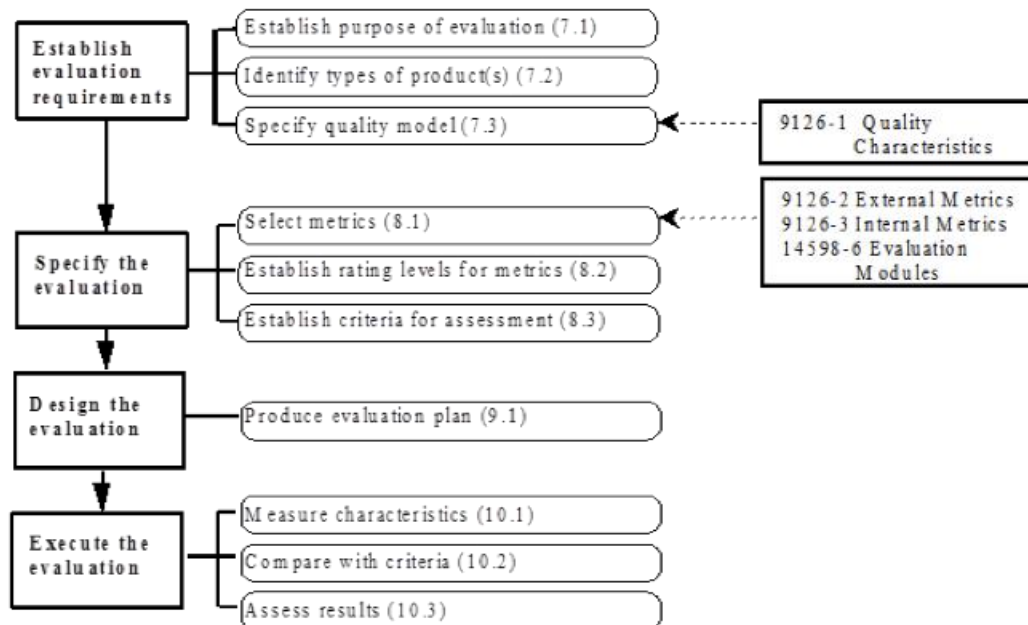 Establish
evaluation
requirements
Establish purpose of evaluation (7.1)
Identify types of product(s) (7.2)
Specify quality model (7.3)
9126-1 Quality
Characteristics
Specify the
evaluation
Select metrics (8.1)
Establish rating levels for metrics (8.2)
Establish criteria for assessment (8.3)
9126-2 External Metrics
9126-3 Internal Metrics
14598-6 Evaluation
Modules
Design the
evaluation
Produce evaluation plan (9.1)
Execute the
evaluation
Measure characteristics (10.1)
Compare with criteria (10.2)
Assess results (10.3)